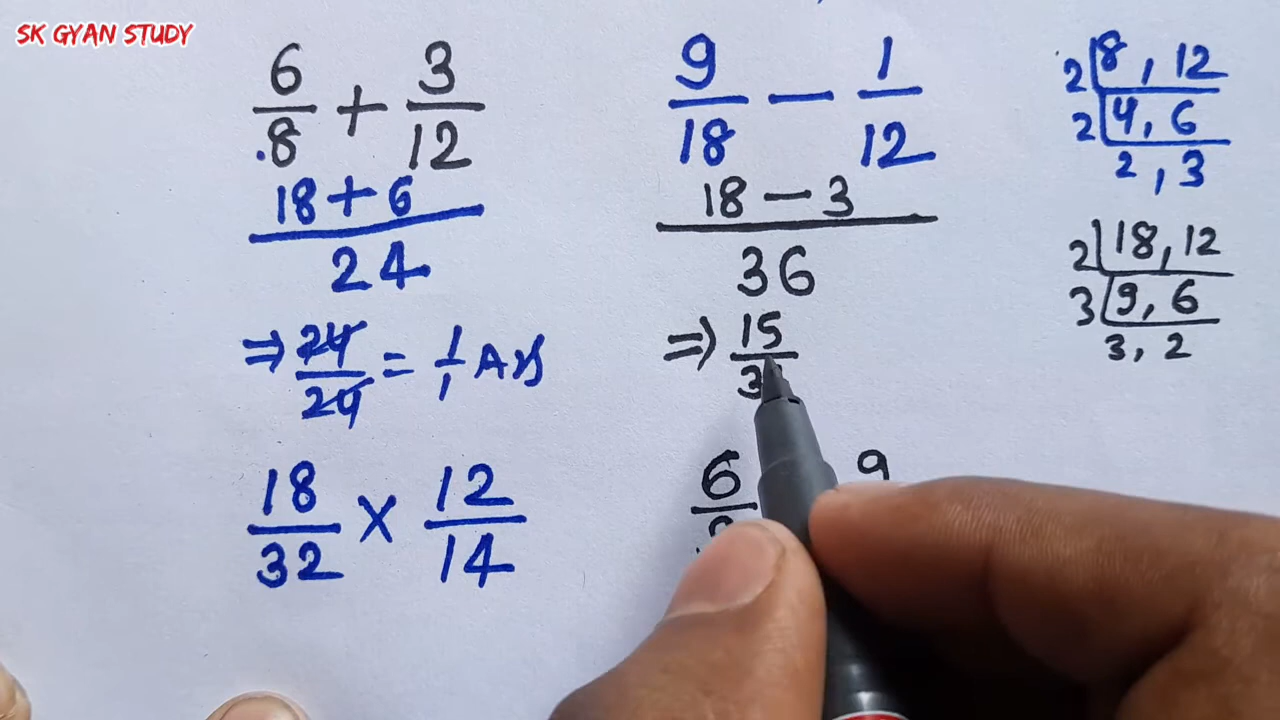 SK GYAN STUDY
6/8 + 3/12
18 + 6
24
⇒ 24/24 = 1/1 Ans
18/32 × 12/14
9/18 − 1/12
18 − 3
36
⇒ 15/3
6 9
2 | 8, 12
2 | 4, 6
2, 3
2 | 18, 12
3 | 9, 6
3, 2